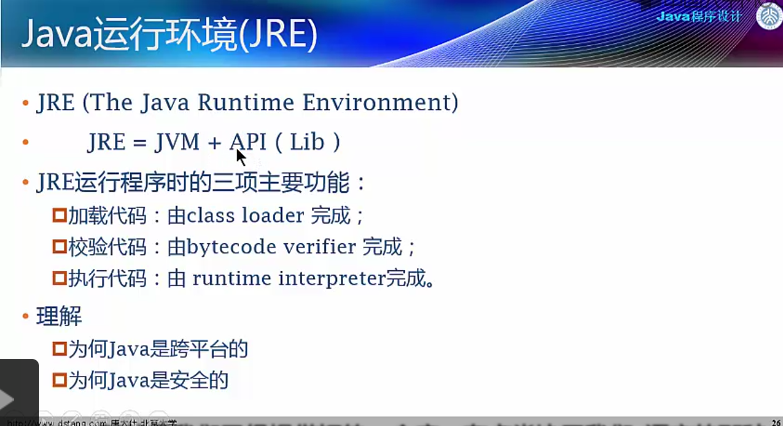 Java程序设计
Java运行环境(JRE)
• JRE (The Java Runtime Environment)
• JRE = JVM + API ( Lib )
• JRE运行程序时的三项主要功能：
加载代码：由class loader 完成；
校验代码：由bytecode verifier 完成；
执行代码：由 runtime interpreter完成。
• 理解
为何Java是跨平台的
为何Java是安全的